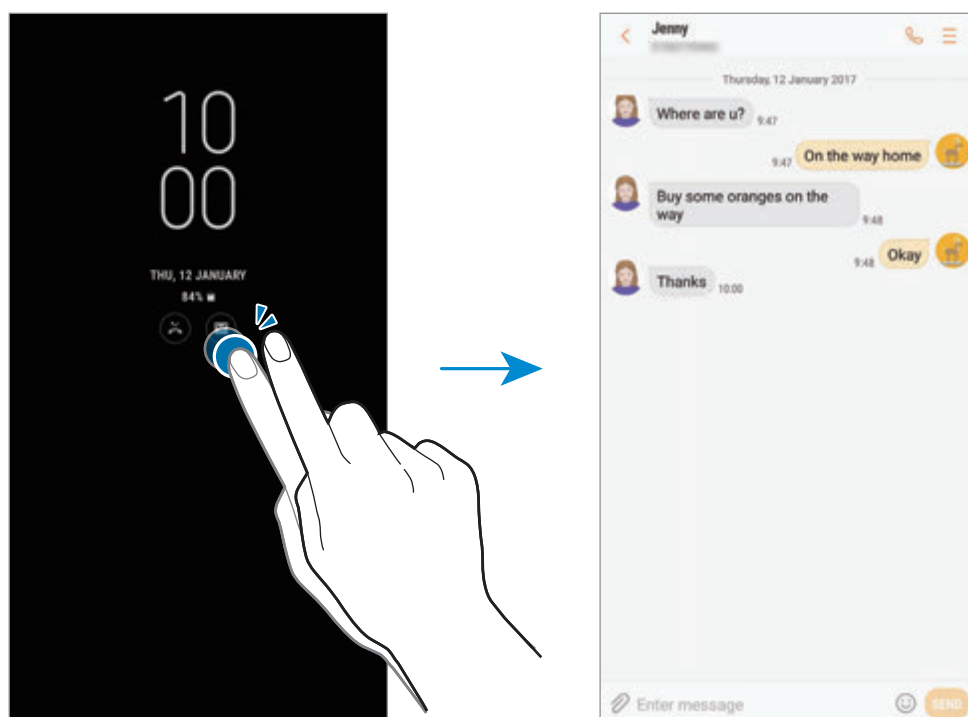 10
00
THU, 12 JANUARY
84%
Jenny
Thursday, 12 January 2017
Where are u? 9:47
9:47 On the way home
Buy some oranges on the
way 9:48
9:48 Okay
Thanks 10:00
Enter message SEND